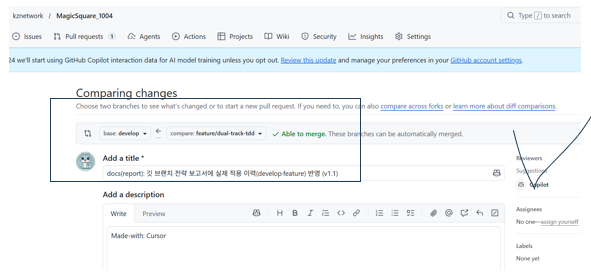 kznetwork / MagicSquare_1004
Type / to search
Issues Pull requests 1 Agents Actions Projects Wiki Security Insights Settings
24 we'll start using GitHub Copilot interaction data for AI model training unless you opt out. Review this update and manage your preferences in your GitHub account settings.
Comparing changes
Choose two branches to see what's changed or to start a new pull request. If you need to, you can also compare across forks or learn more about diff comparisons.
base: develop compare: feature/dual-track-tdd Able to merge. These branches can be automatically merged.
Add a title *
docs(report): 깃 브랜치 전략 보고서에 실제 적용 이력(develop·feature) 반영 (v1.1)
Add a description
Write Preview
Made-with: Cursor
Reviewers
Suggestions
Copilot
Assignees
No one—assign yourself
Labels
None yet